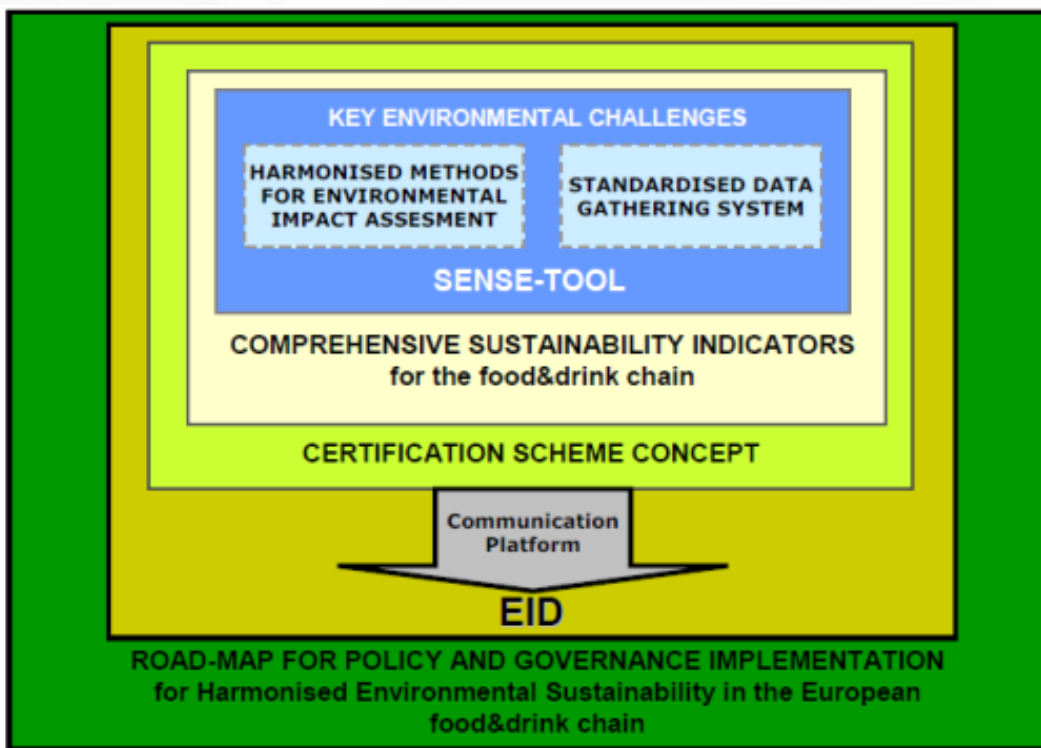 KEY ENVIRONMENTAL CHALLENGES
HARMONISED METHODS
FOR ENVIRONMENTAL
IMPACT ASSESMENT
STANDARDISED DATA
GATHERING SYSTEM
SENSE-TOOL
COMPREHENSIVE SUSTAINABILITY INDICATORS
for the food&drink chain
CERTIFICATION SCHEME CONCEPT
Communication
Platform
EID
ROAD-MAP FOR POLICY AND GOVERNANCE IMPLEMENTATION
for Harmonised Environmental Sustainability in the European
food&drink chain